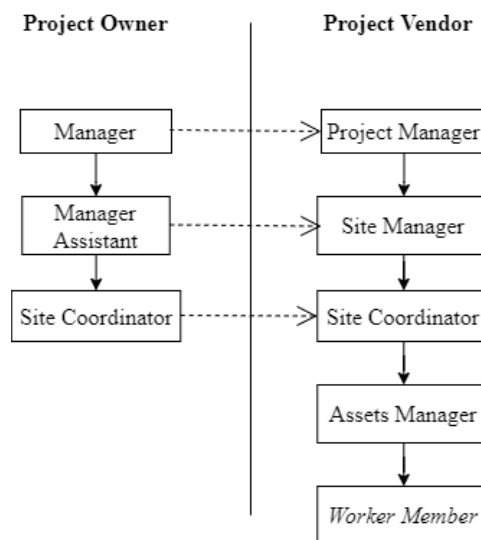 Project Owner
Project Vendor
Manager
Project Manager
Manager
Assistant
Site Manager
Site Coordinator
Site Coordinator
Assets Manager
Worker Member